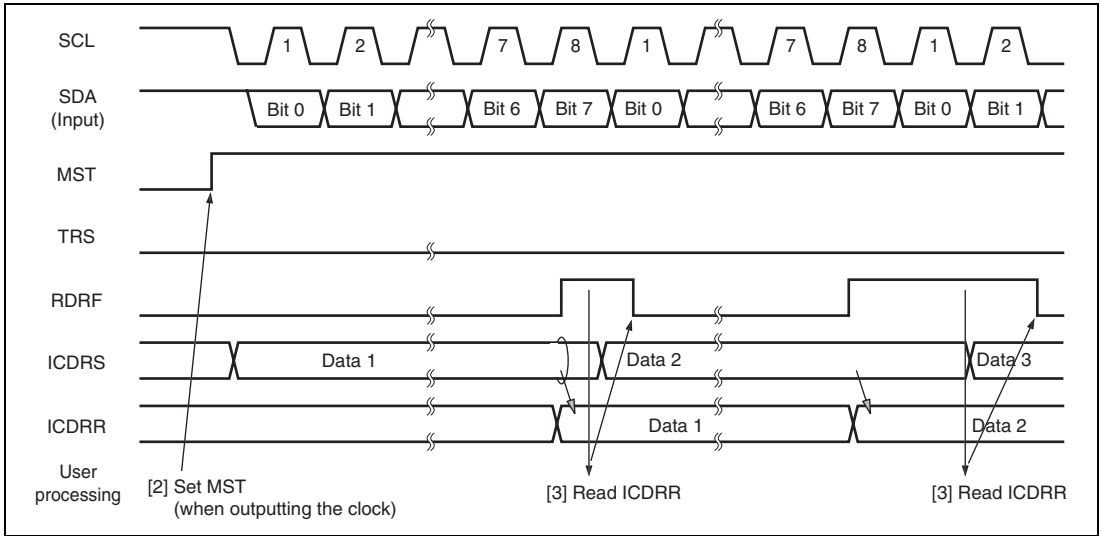 SCL 1 2 7 8 1 7 8 1 2
SDA
(Input)
Bit 0 Bit 1 Bit 6 Bit 7 Bit 0 Bit 6 Bit 7 Bit 0 Bit 1
MST
TRS
RDRF
ICDRS Data 1 Data 2 Data 3
ICDRR Data 1 Data 2
User
processing
[2] Set MST
(when outputting the clock)
[3] Read ICDRR
[3] Read ICDRR